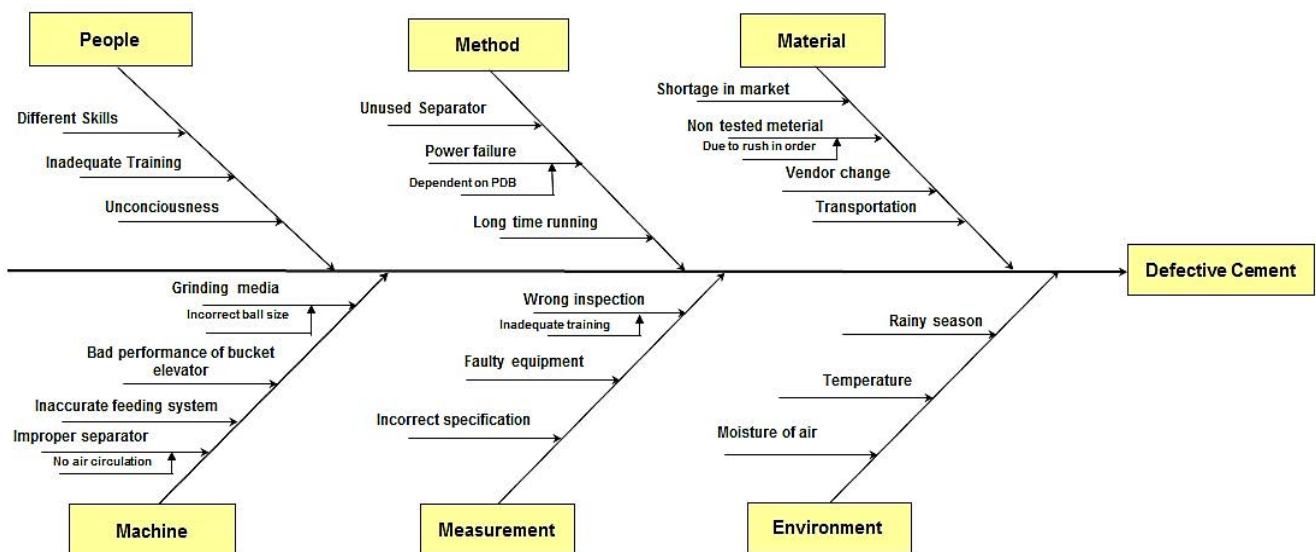 People
Method
Material
Different Skills
Inadequate Training
Unconciousness
Unused Separator
Power failure
Dependent on PDB
Long time running
Shortage in market
Non tested meterial
Due to rush in order
Vendor change
Transportation
Defective Cement
Grinding media
Incorrect ball size
Bad performance of bucket
elevator
Inaccurate feeding system
Improper separator
No air circulation
Wrong inspection
Inadequate training
Faulty equipment
Incorrect specification
Rainy season
Temperature
Moisture of air
Machine
Measurement
Environment